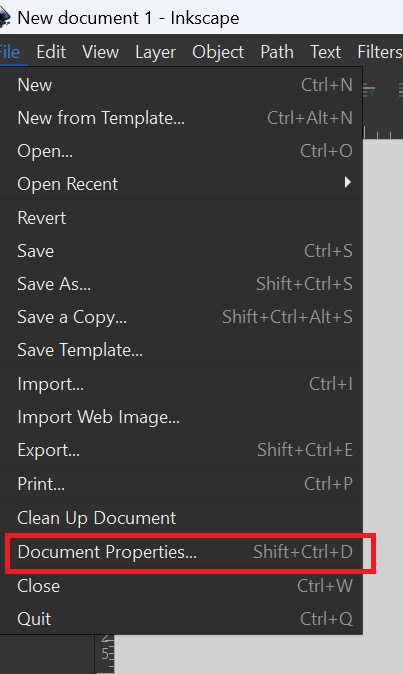 New document 1 - Inkscape
File Edit View Layer Object Path Text Filters
New Ctrl+N
New from Template... Ctrl+Alt+N
Open... Ctrl+O
Open Recent
Revert
Save Ctrl+S
Save As... Shift+Ctrl+S
Save a Copy... Shift+Ctrl+Alt+S
Save Template...
Import... Ctrl+I
Import Web Image...
Export... Shift+Ctrl+E
Print... Ctrl+P
Clean Up Document
Document Properties... Shift+Ctrl+D
Close Ctrl+W
Quit Ctrl+Q
2
5